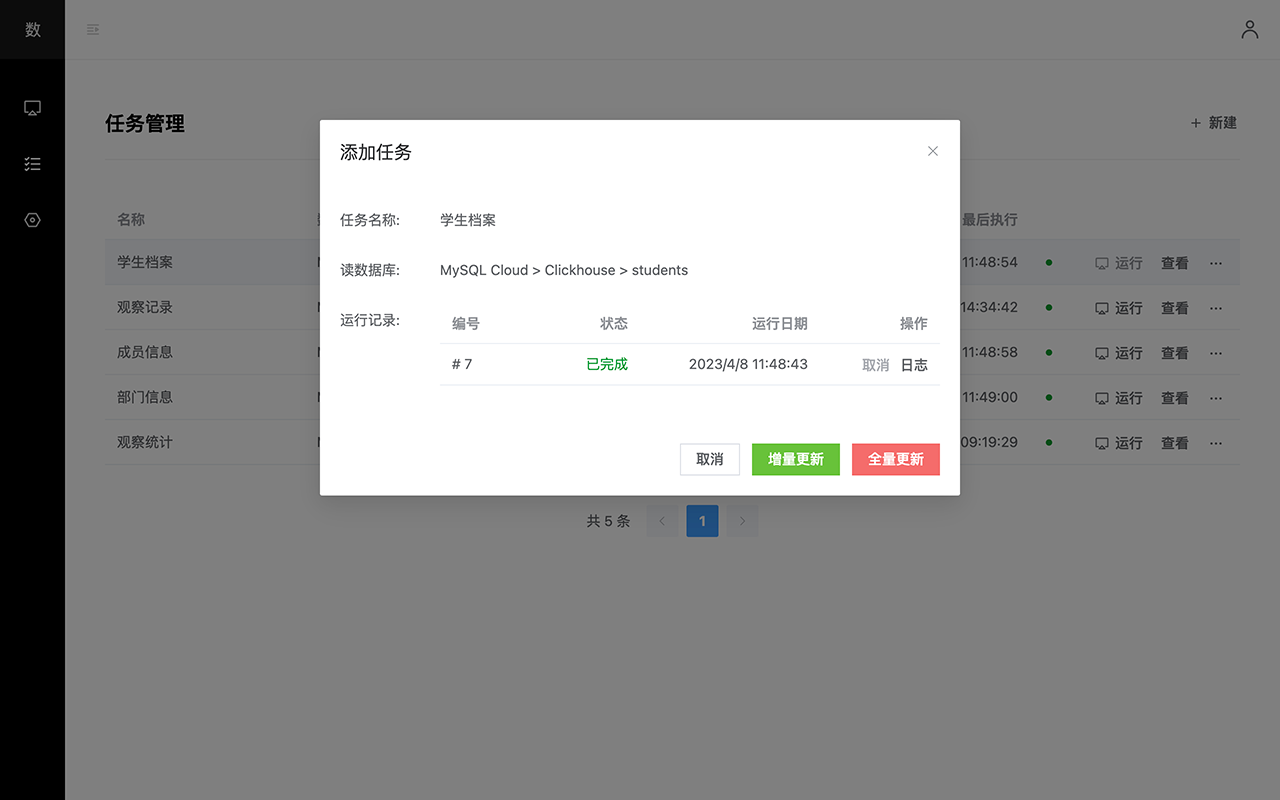 数
任务管理
+ 新建
名称 最后执行
学生档案 11:48:54 运行 查看 ...
观察记录 14:34:42 运行 查看 ...
成员信息 11:48:58 运行 查看 ...
部门信息 11:49:00 运行 查看 ...
观察统计 09:19:29 运行 查看 ...
共 5 条 < 1 >
添加任务
任务名称: 学生档案
读数据库: MySQL Cloud > Clickhouse > students
运行记录: 编号 状态 运行日期 操作
# 7 已完成 2023/4/8 11:48:43 取消 日志
取消 增量更新 全量更新